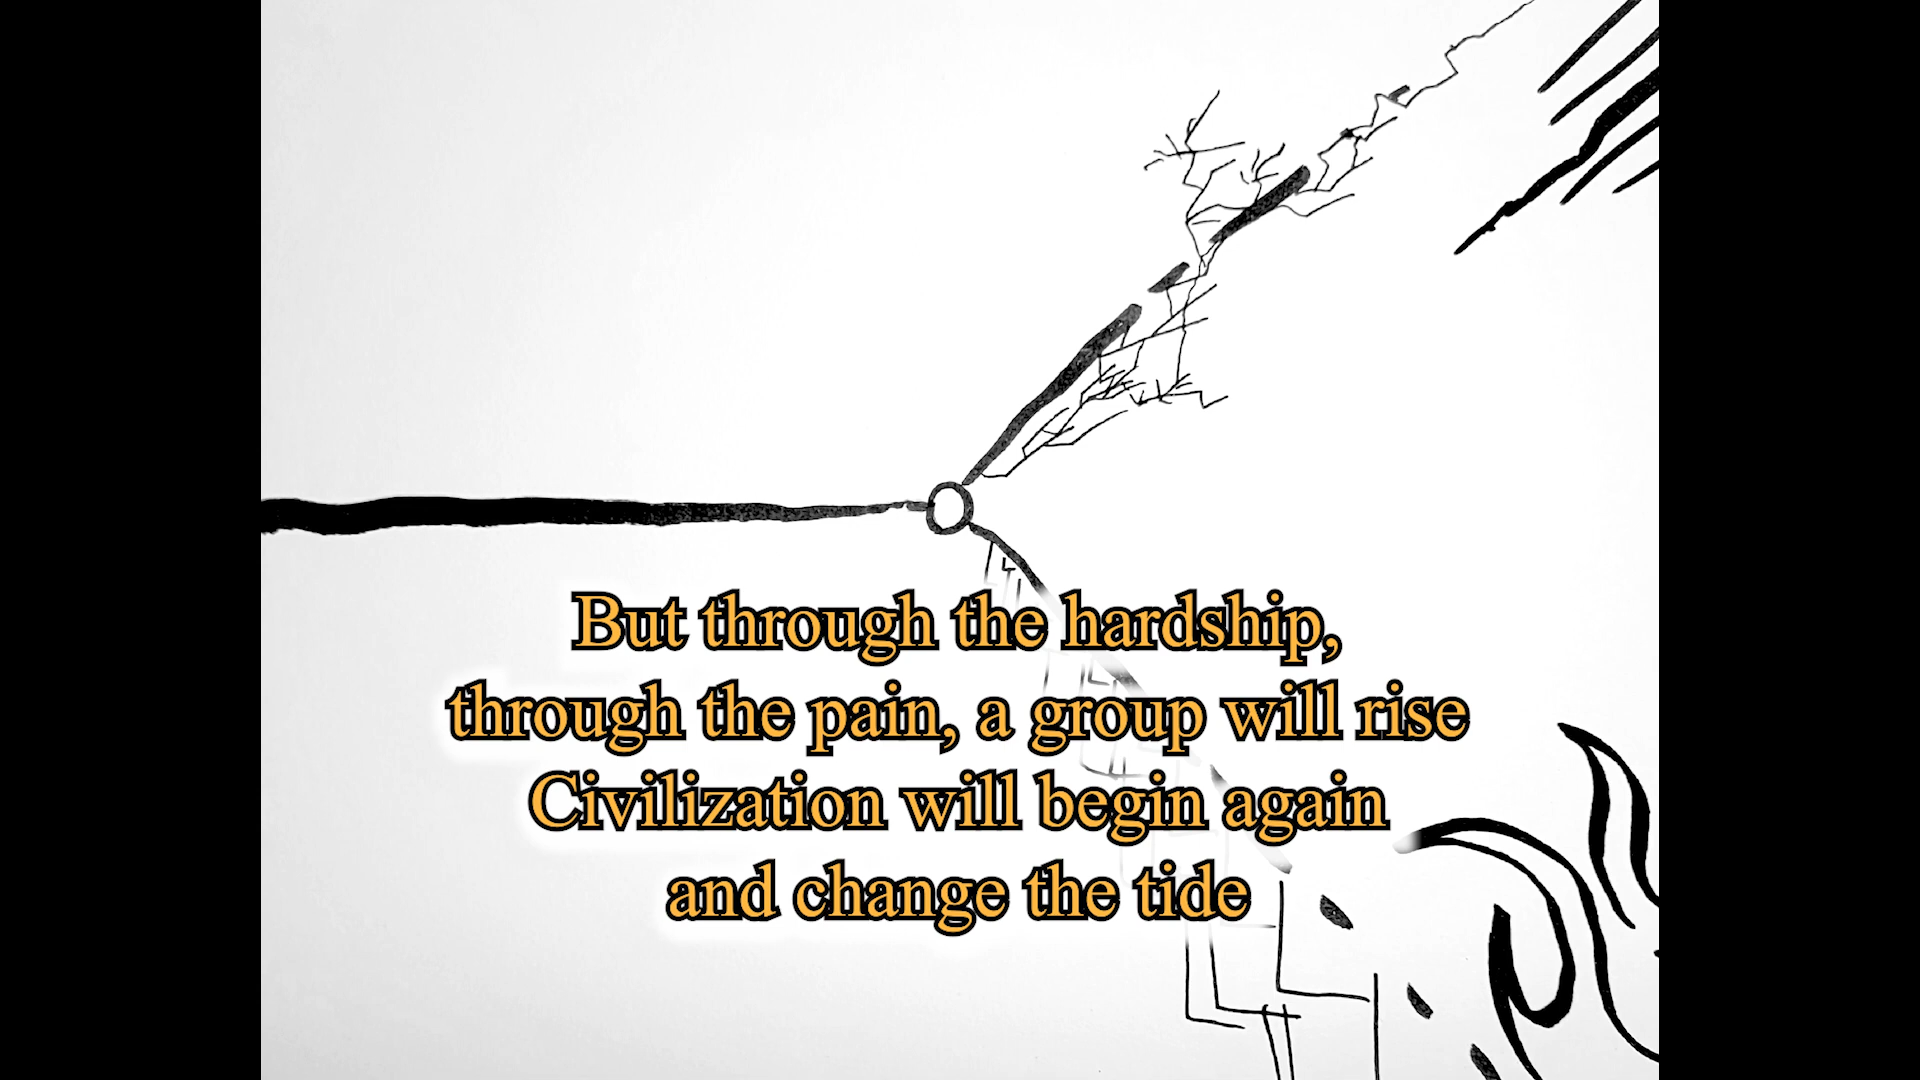 But through the hardship,
through the pain, a group will rise
Civilization will begin again
and change the tide